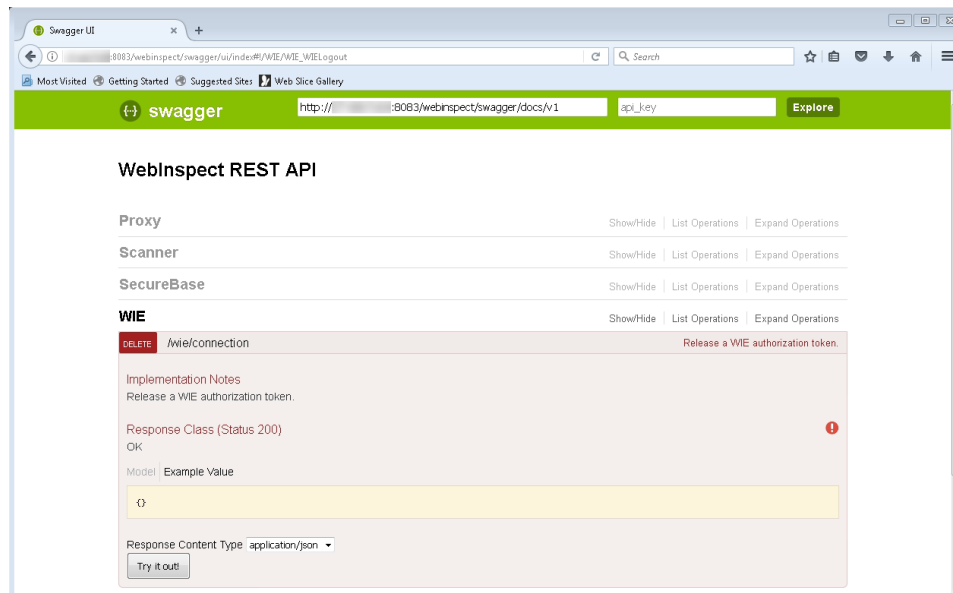 Swagger UI
:8083/webinspect/swagger/ui/index#!/WIE/WIE_WIELogout
Search
Most Visited Getting Started Suggested Sites Web Slice Gallery
swagger http:// :8083/webinspect/swagger/docs/v1 api_key Explore
WebInspect REST API
Proxy Show/Hide List Operations Expand Operations
Scanner Show/Hide List Operations Expand Operations
SecureBase Show/Hide List Operations Expand Operations
WIE Show/Hide List Operations Expand Operations
DELETE /wie/connection Release a WIE authorization token.
Implementation Notes
Release a WIE authorization token.
Response Class (Status 200)
OK
Model Example Value
{}
Response Content Type application/json
Try it out!